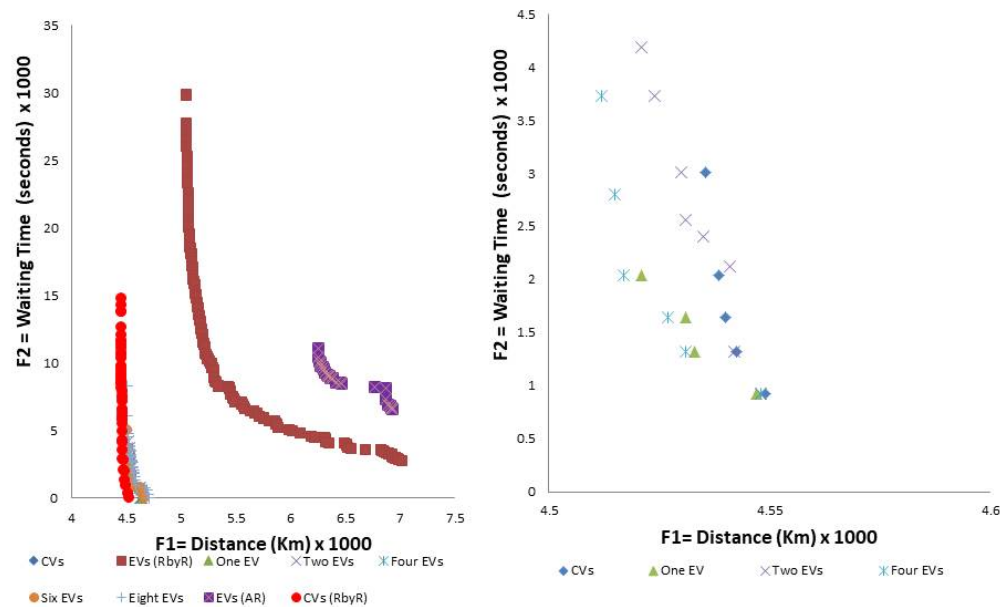 F2 = Waiting Time (seconds) x 1000
35
30
25
20
15
10
5
0
4
4.5
5
5.5
6
6.5
7
7.5
F1= Distance (Km) x 1000
CVs
EVs (RbyR)
One EV
Two EVs
Four EVs
Six EVs
Eight EVs
EVs (AR)
CVs (RbyR)
F2 = Waiting Time (seconds) x 1000
4.5
4
3.5
3
2.5
2
1.5
1
0.5
0
4.5
4.55
4.6
F1= Distance (Km) x 1000
CVs
One EV
Two EVs
Four EVs